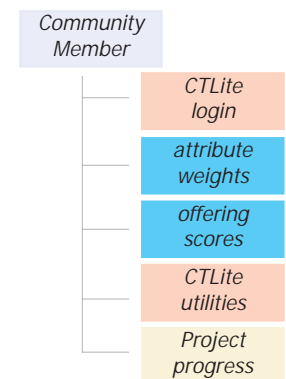 Community
Member
CTLite
login
attribute
weights
offering
scores
CTLite
utilities
Project
progress